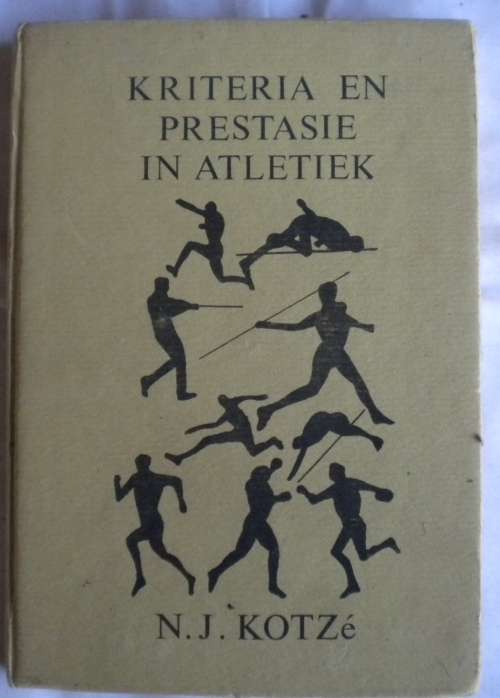 KRITERIA EN
PRESTASIE
IN ATLETIEK
N.J. KOTZé